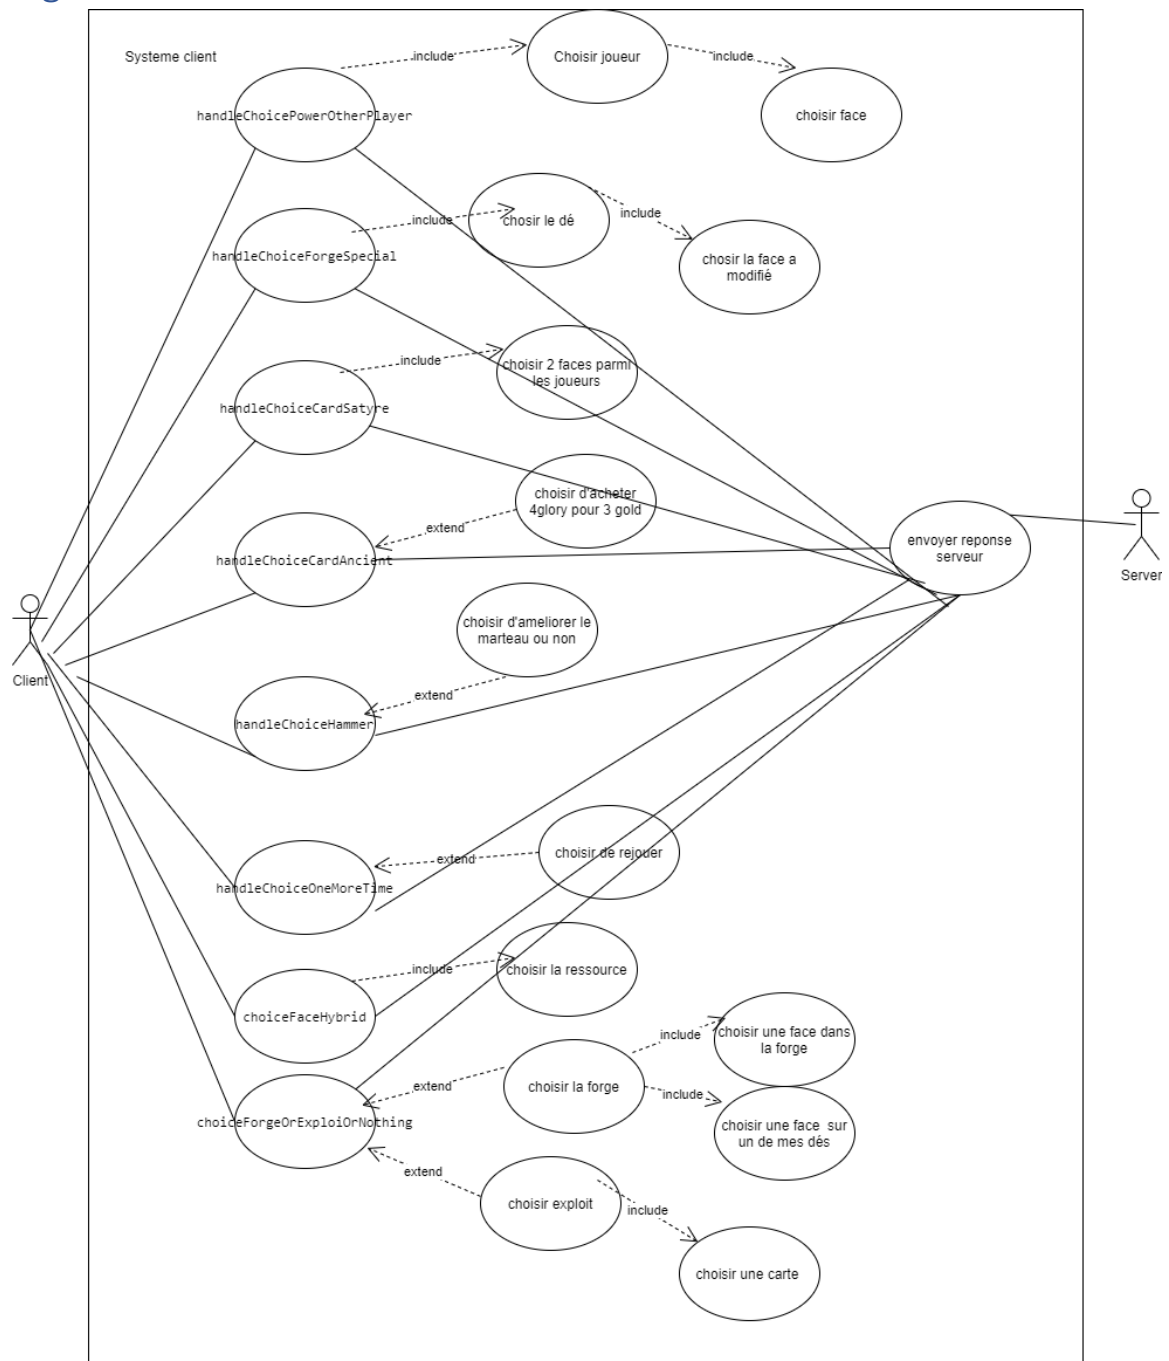 Systeme client
include
Choisir joueur
include
choisir face
handleChoicePowerOtherPlayer
include
chosir le dé
include
chosir la face a
modifié
handleChoiceForgeSpecial
include
choisir 2 faces parmi
les joueurs
handleChoiceCardSatyre
choisir d'acheter
4glory pour 3 gold
extend
handleChoiceCardAncient
envoyer reponse
serveur
Server
choisir d'ameliorer le
marteau ou non
Client
extend
handleChoiceHammer
choisir de rejouer
extend
handleChoiceOneMoreTime
include
choisir la ressource
choiceFaceHybrid
include
choisir une face dans
la forge
extend
choisir la forge
include
choisir une face sur
un de mes dés
choiceForgeOrExploiOrNothing
extend
choisir exploit
include
choisir une carte